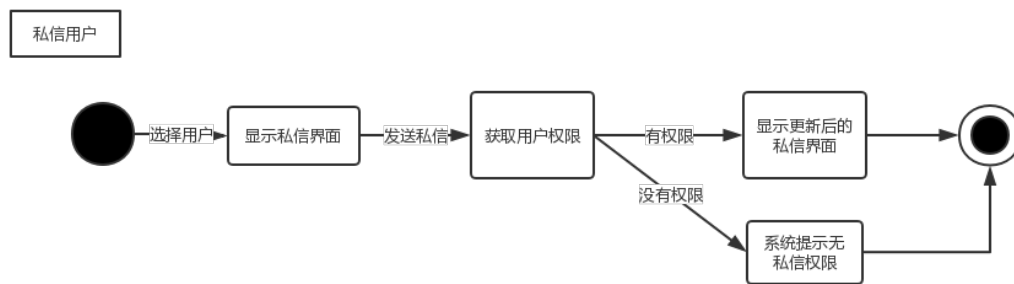 私信用户
选择用户
显示私信界面
发送私信
获取用户权限
有权限
显示更新后的
私信界面
没有权限
系统提示无
私信权限